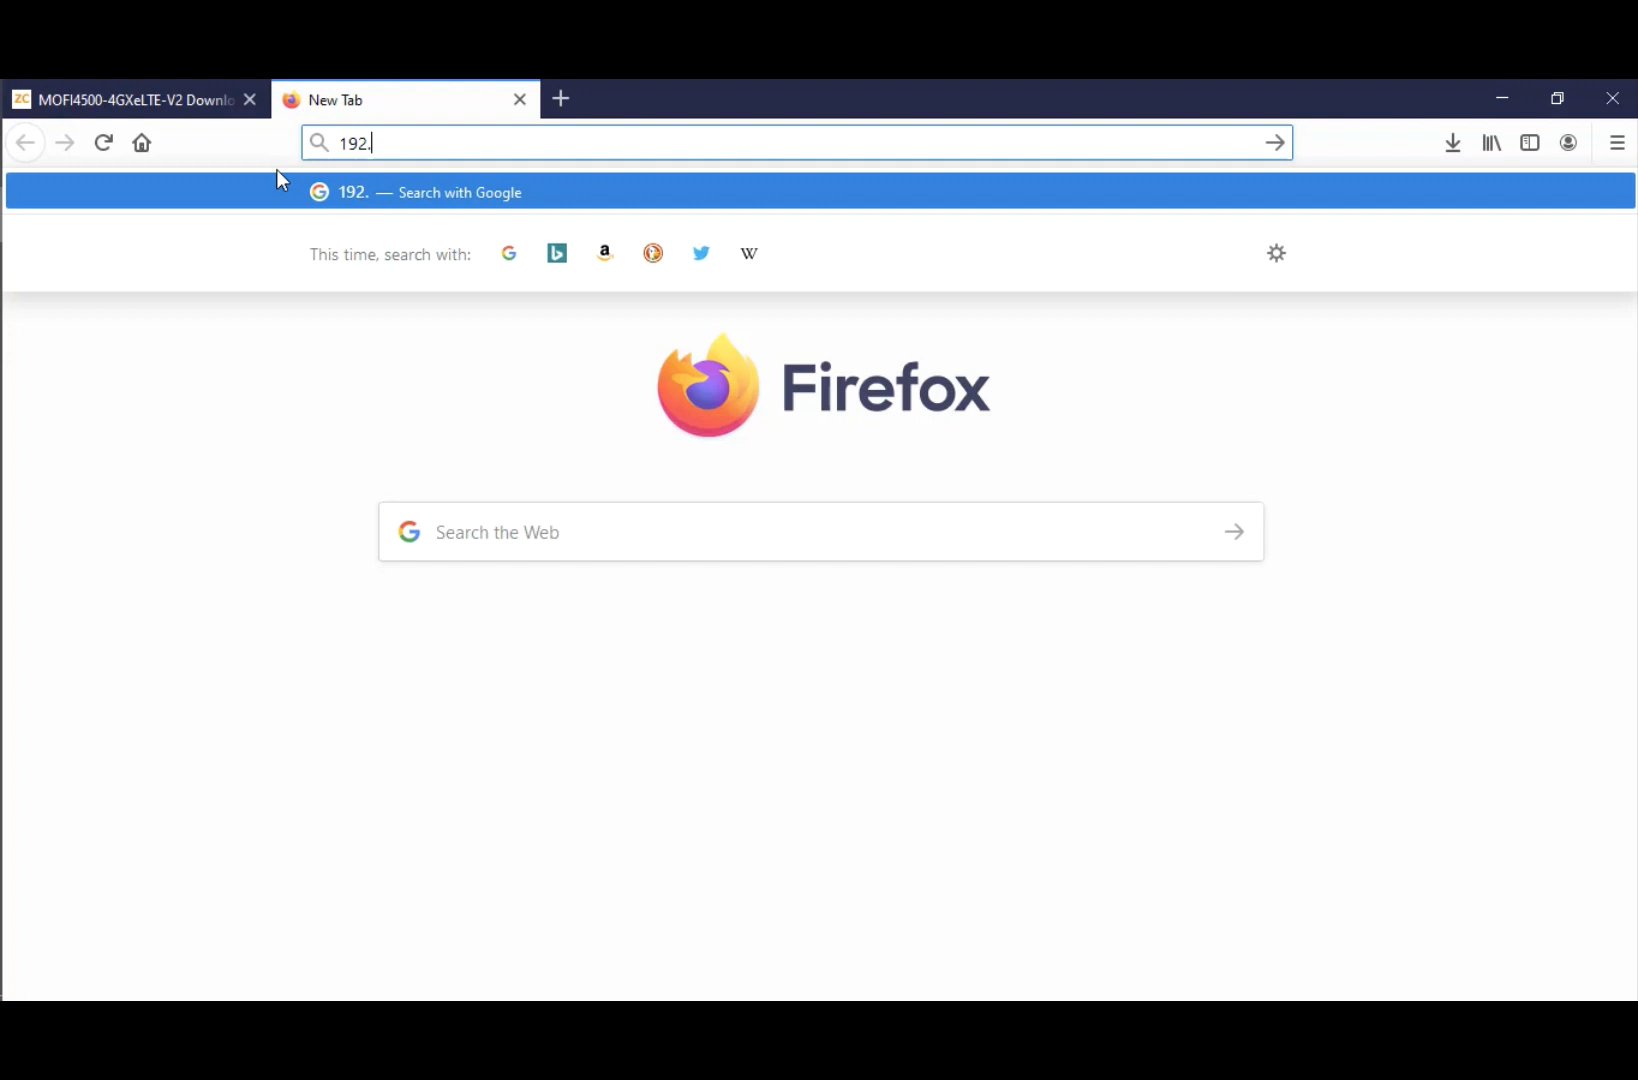 ZC MOFI4500-4GXeLTE-V2 Downlo
New Tab
192.
G 192. — Search with Google
This time, search with: G b a W
Firefox
G Search the Web